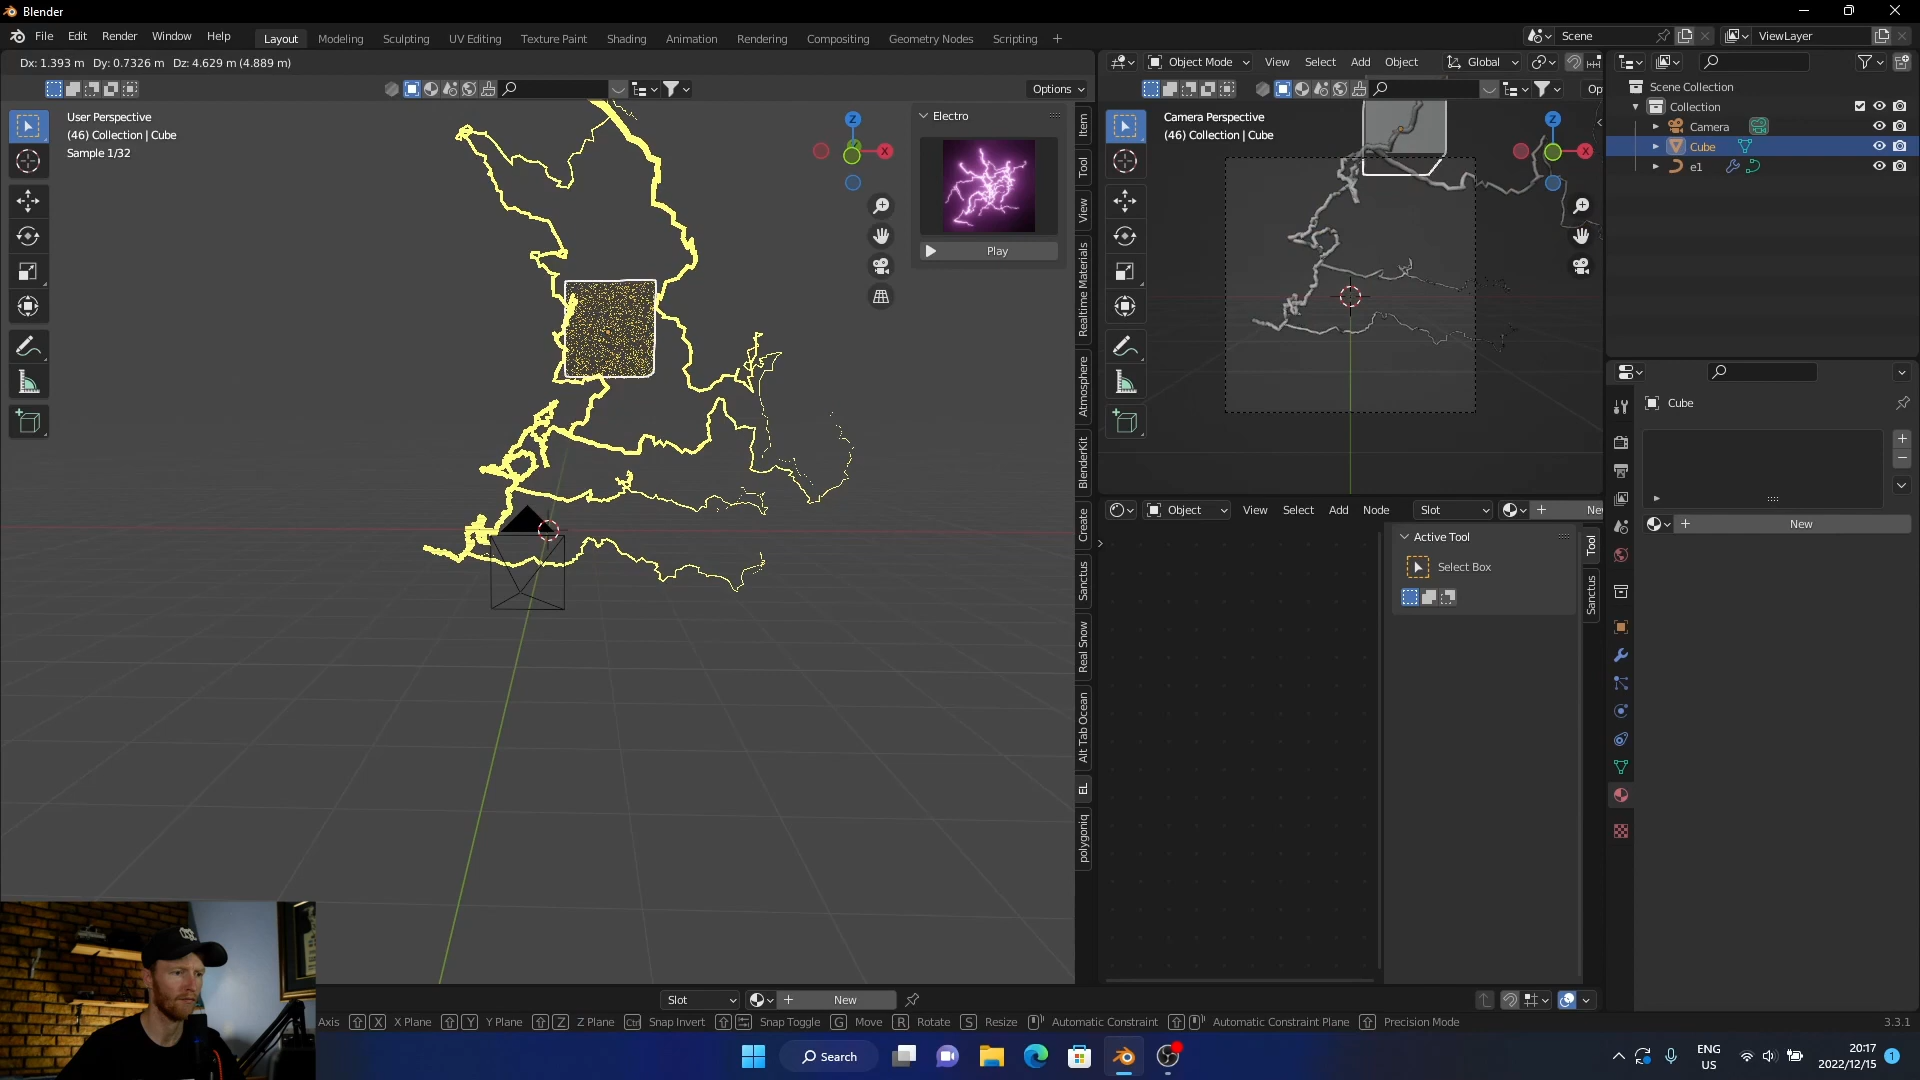 Blender
File Edit Render Window Help
Layout Modeling Sculpting UV Editing Texture Paint Shading Animation Rendering Compositing Geometry Nodes Scripting +
Scene
ViewLayer
Dx: 1.393 m Dy: 0.7326 m Dz: 4.629 m (4.889 m)
Options
User Perspective
(46) Collection | Cube
Sample 1/32
Z
X
Electro
Play
Item
Tool
View
Realtime Materials
Atmosphere
BlenderKit
Create
Sanctus
Real Snow
Alt Tab Ocean
EL
polygoniq
Object Mode View Select Add Object Global
Op
Camera Perspective
(46) Collection | Cube
Z
X
Object View Select Add Node Slot Ne
Active Tool
Select Box
Tool
Sanctus
Scene Collection
Collection
Camera
Cube
e1
Cube
New
Slot New
Axis X X Plane Y Y Plane Z Z Plane Ctrl Snap Invert Snap Toggle G Move R Rotate S Resize Automatic Constraint Automatic Constraint Plane Precision Mode
3.3.1
Search
ENG
US
20:17
2022/12/15
1